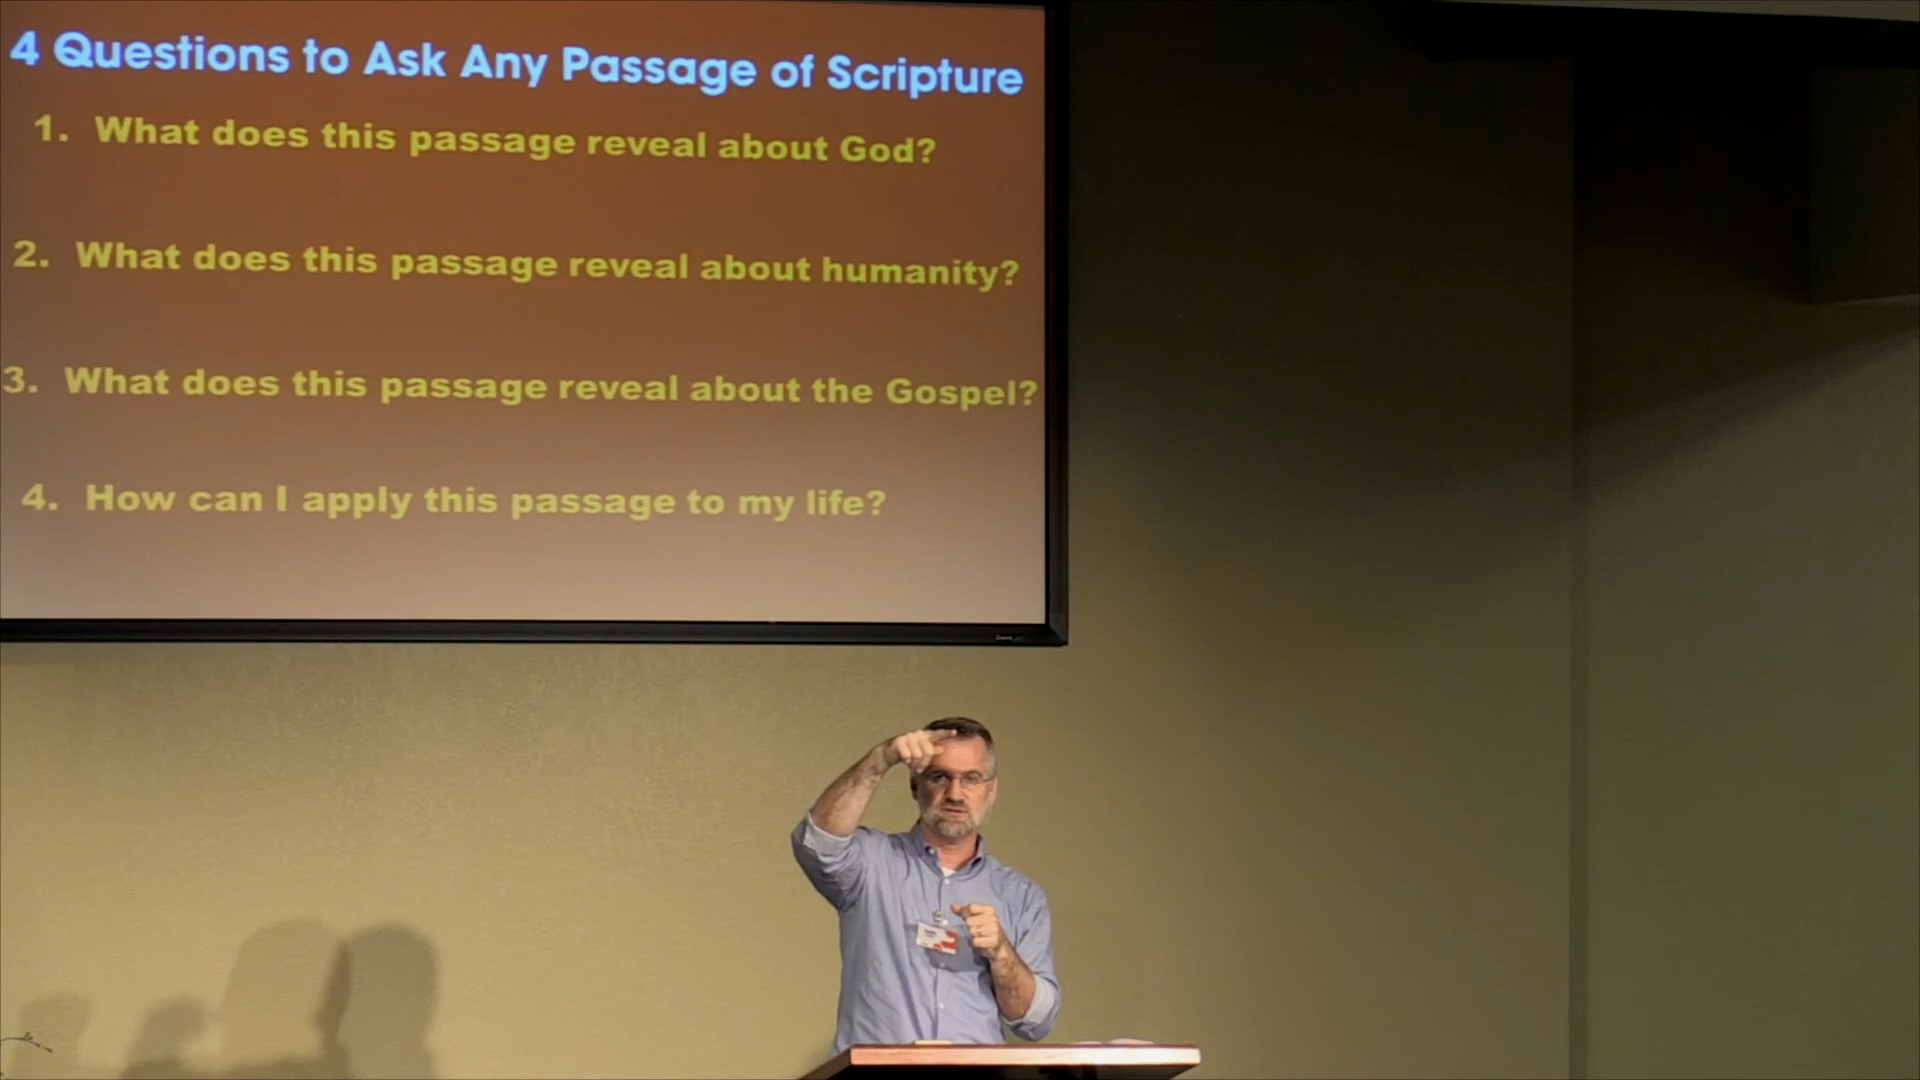 4 Questions to Ask Any Passage of Scripture
1. What does this passage reveal about God?
2. What does this passage reveal about humanity?
3. What does this passage reveal about the Gospel?
4. How can I apply this passage to my life?